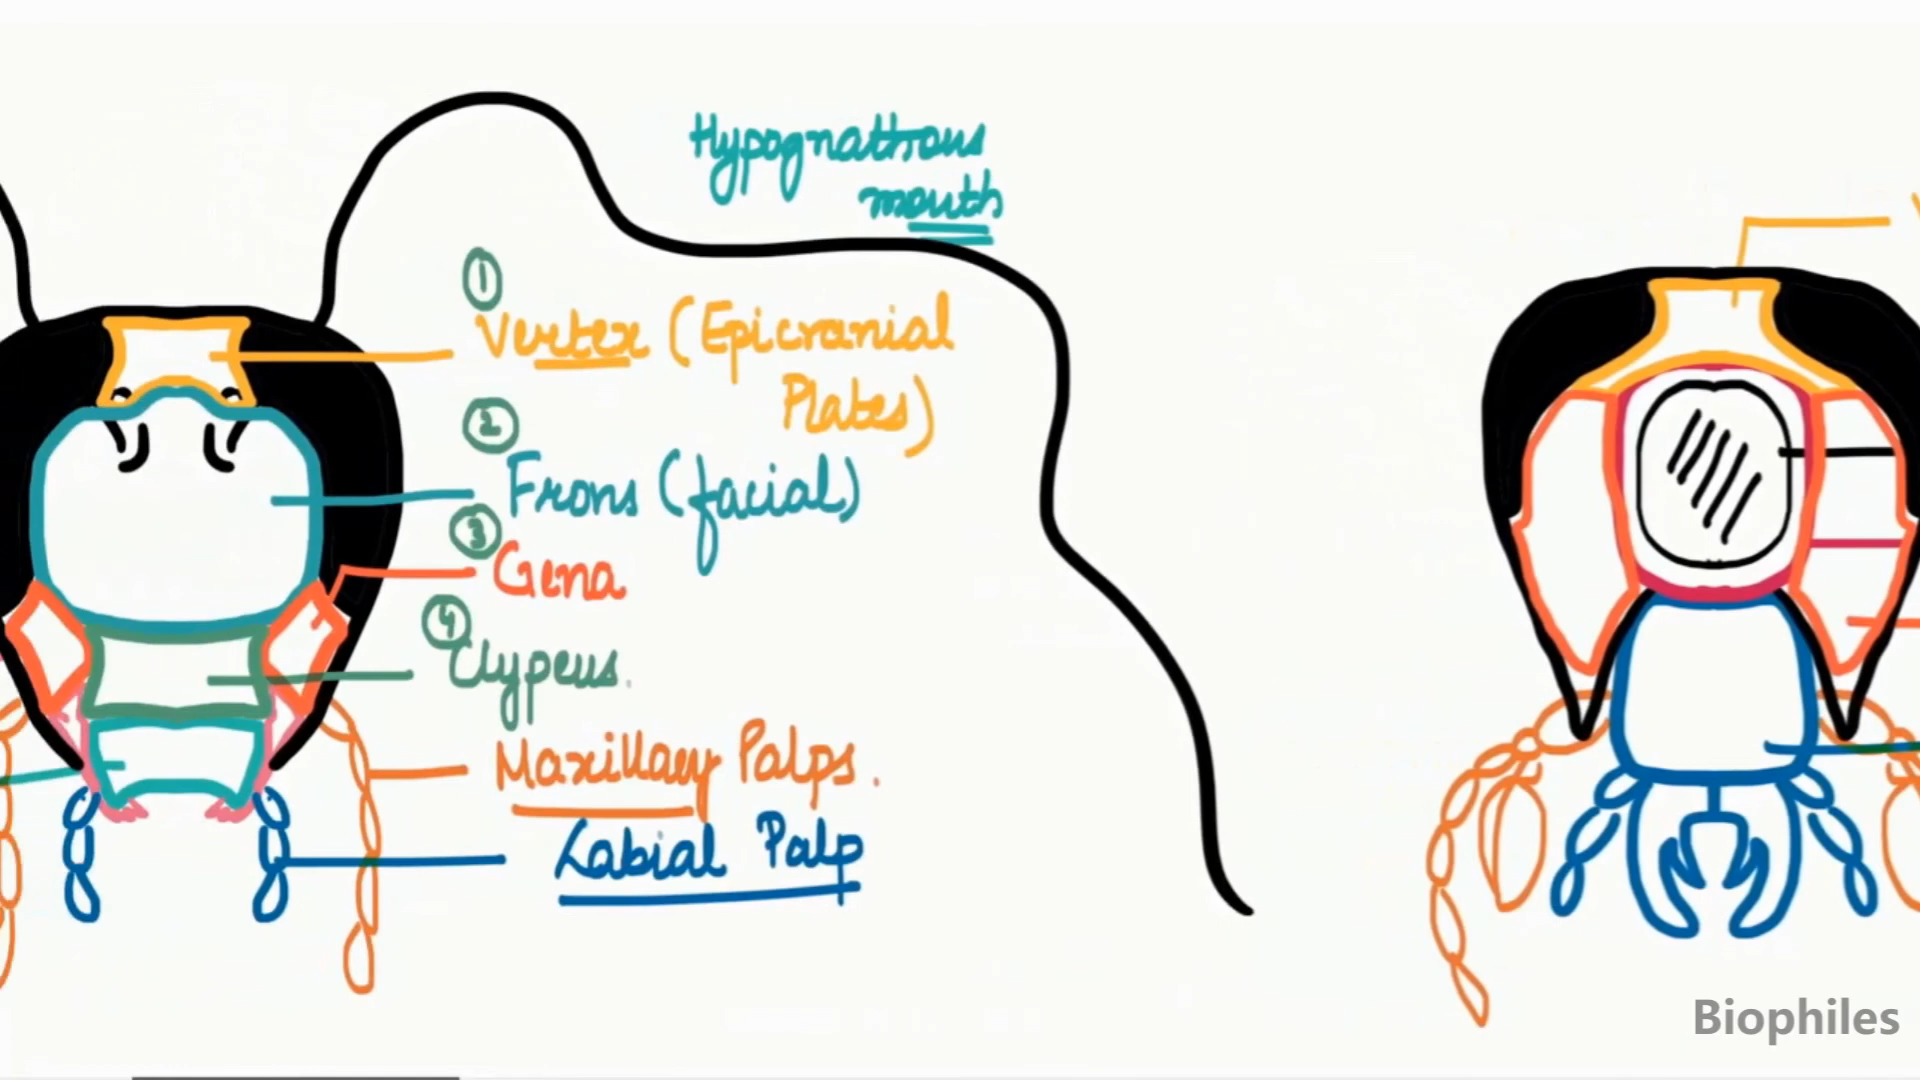 Hypognathous
mouth
①
Vertex (Epicranial
Plates)
②
Frons (facial)
③
Gena
④
Clypeus.
Maxillary Palps.
Labial Palp
Biophiles